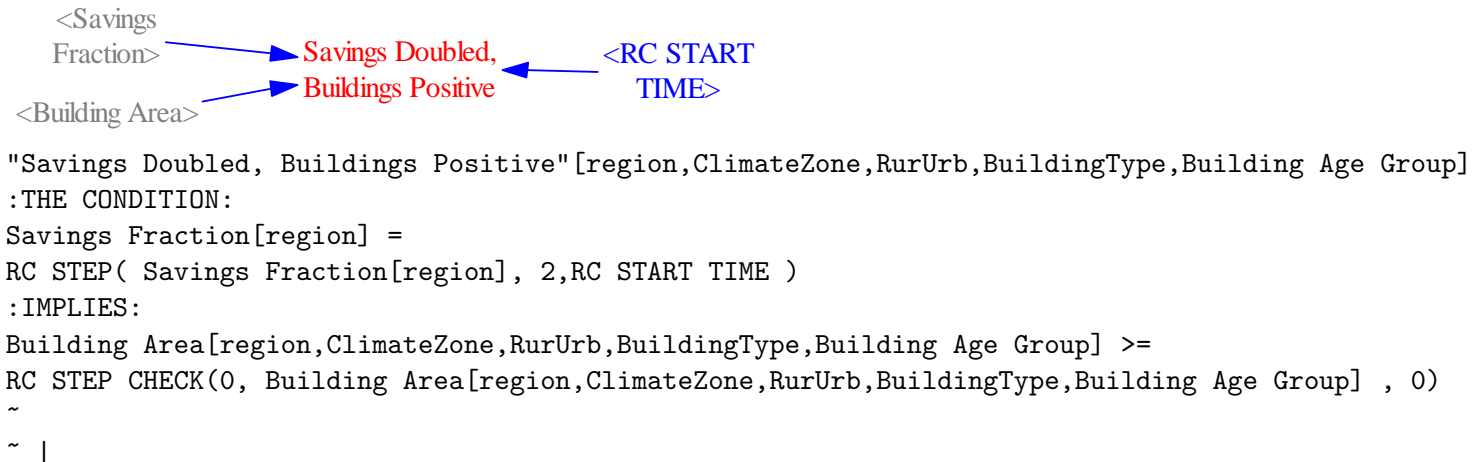 <Savings
Fraction>
Savings Doubled,
Buildings Positive
<RC START
TIME>
<Building Area>
"Savings Doubled, Buildings Positive"[region,ClimateZone,RurUrb,BuildingType,Building Age Group]
:THE CONDITION:
Savings Fraction[region] =
RC STEP( Savings Fraction[region], 2,RC START TIME )
:IMPLIES:
Building Area[region,ClimateZone,RurUrb,BuildingType,Building Age Group] >=
RC STEP CHECK(0, Building Area[region,ClimateZone,RurUrb,BuildingType,Building Age Group] , 0)
~
~ |